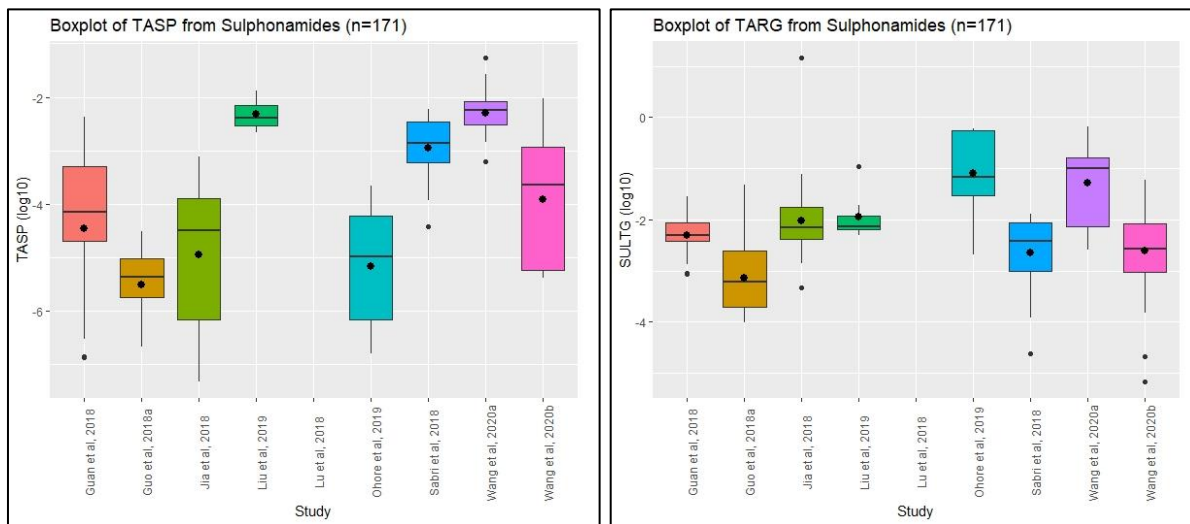 Boxplot of TASP from Sulphonamides (n=171)
TASP (log10)
-2
-4
-6
Guan et al, 2018
Guo et al, 2018a
Jia et al, 2018
Liu et al, 2019
Lu et al, 2018
Ohore et al, 2019
Sabri et al, 2018
Wang et al, 2020a
Wang et al, 2020b
Study
Boxplot of TARG from Sulphonamides (n=171)
SULTG (log10)
0
-2
-4
Guan et al, 2018
Guo et al, 2018a
Jia et al, 2018
Liu et al, 2019
Lu et al, 2018
Ohore et al, 2019
Sabri et al, 2018
Wang et al, 2020a
Wang et al, 2020b
Study